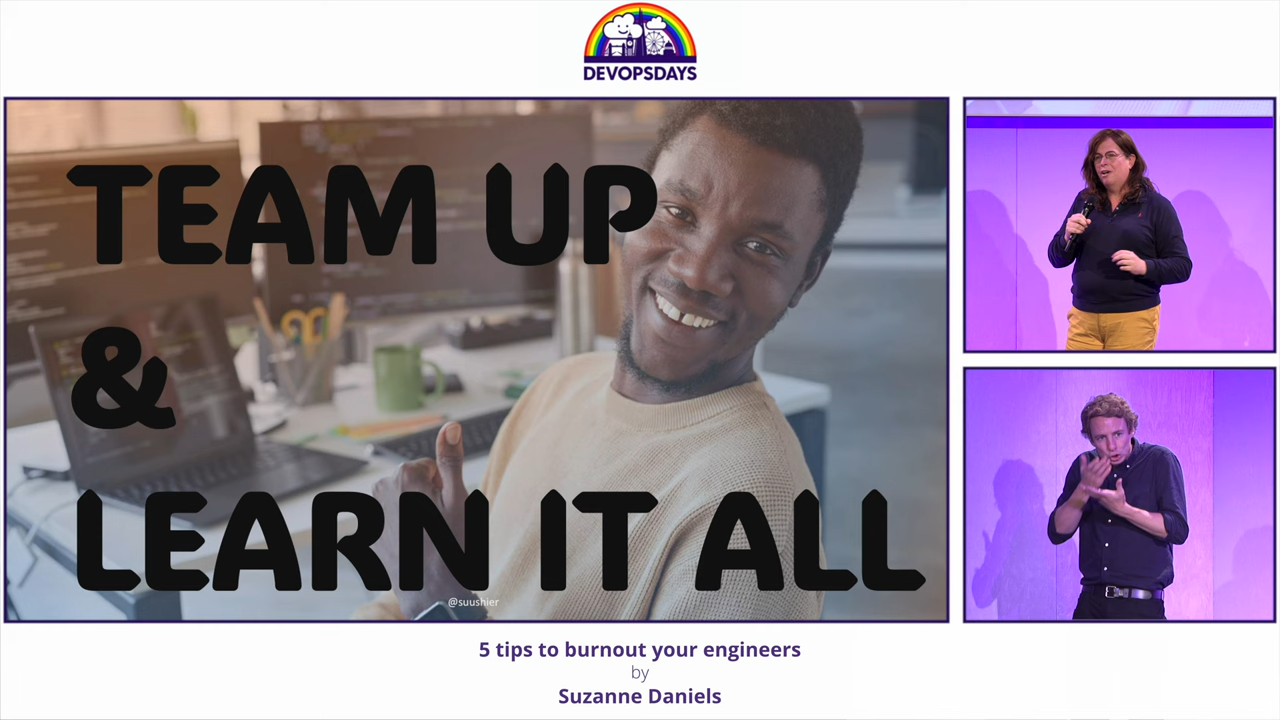 DEVOPSDAYS
TEAM UP
&
LEARN IT ALL
@suushier
5 tips to burnout your engineers
by
Suzanne Daniels